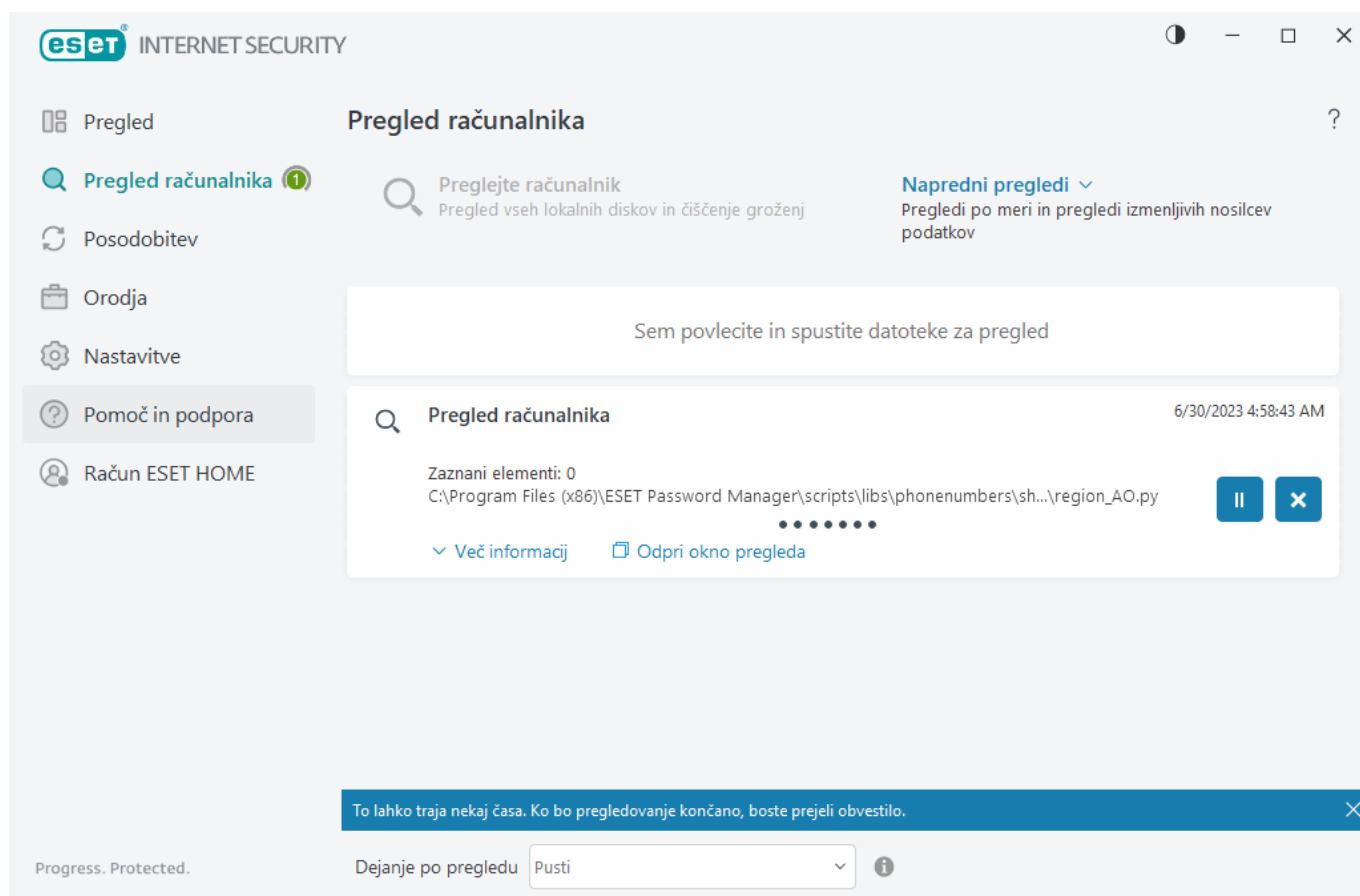 eset® INTERNET SECURITY
Pregled
Pregled računalnika 1
Posodobitev
Orodja
Nastavitve
Pomoč in podpora
Račun ESET HOME
Progress. Protected.
Pregled računalnika
?
Preglejte računalnik
Pregled vseh lokalnih diskov in čiščenje groženj
Napredni pregledi
Pregledi po meri in pregledi izmenljivih nosilcev
podatkov
Sem povlecite in spustite datoteke za pregled
Pregled računalnika
6/30/2023 4:58:43 AM
Zaznani elementi: 0
C:\Program Files (x86)\ESET Password Manager\scripts\libs\phonenumbers\sh...\region_AO.py
Več informacij
Odpri okno pregleda
To lahko traja nekaj časa. Ko bo pregledovanje končano, boste prejeli obvestilo.
Dejanje po pregledu Pusti